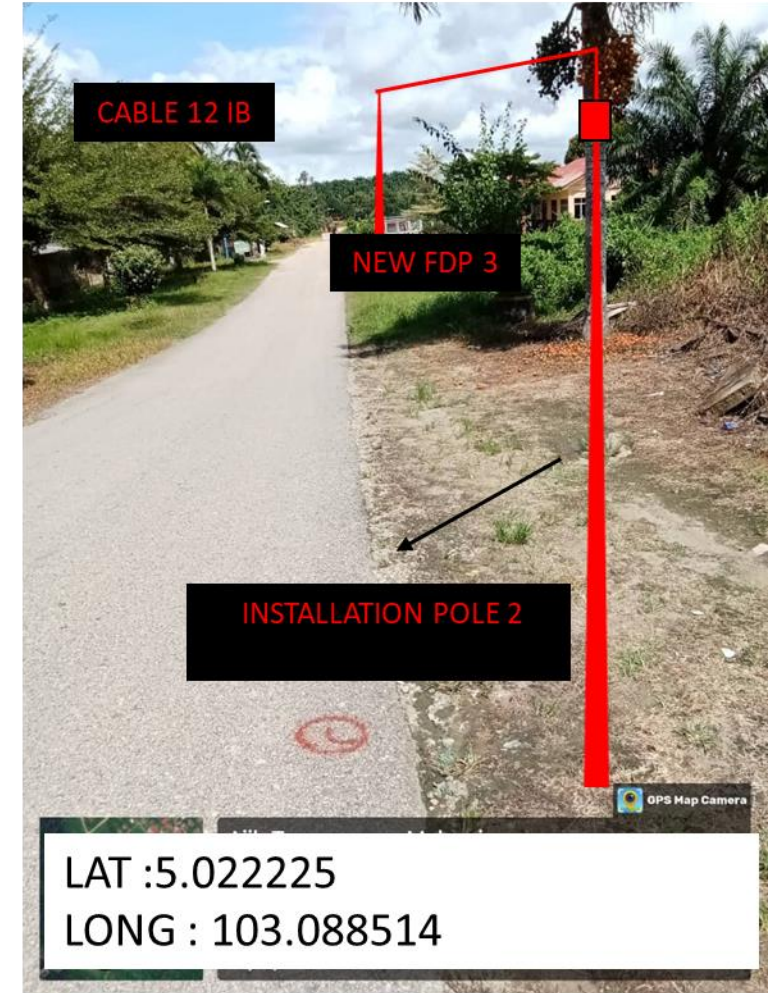 CABLE 12 IB
NEW FDP 3
INSTALLATION POLE 2
GPS Map Camera
LAT :5.022225
LONG : 103.088514